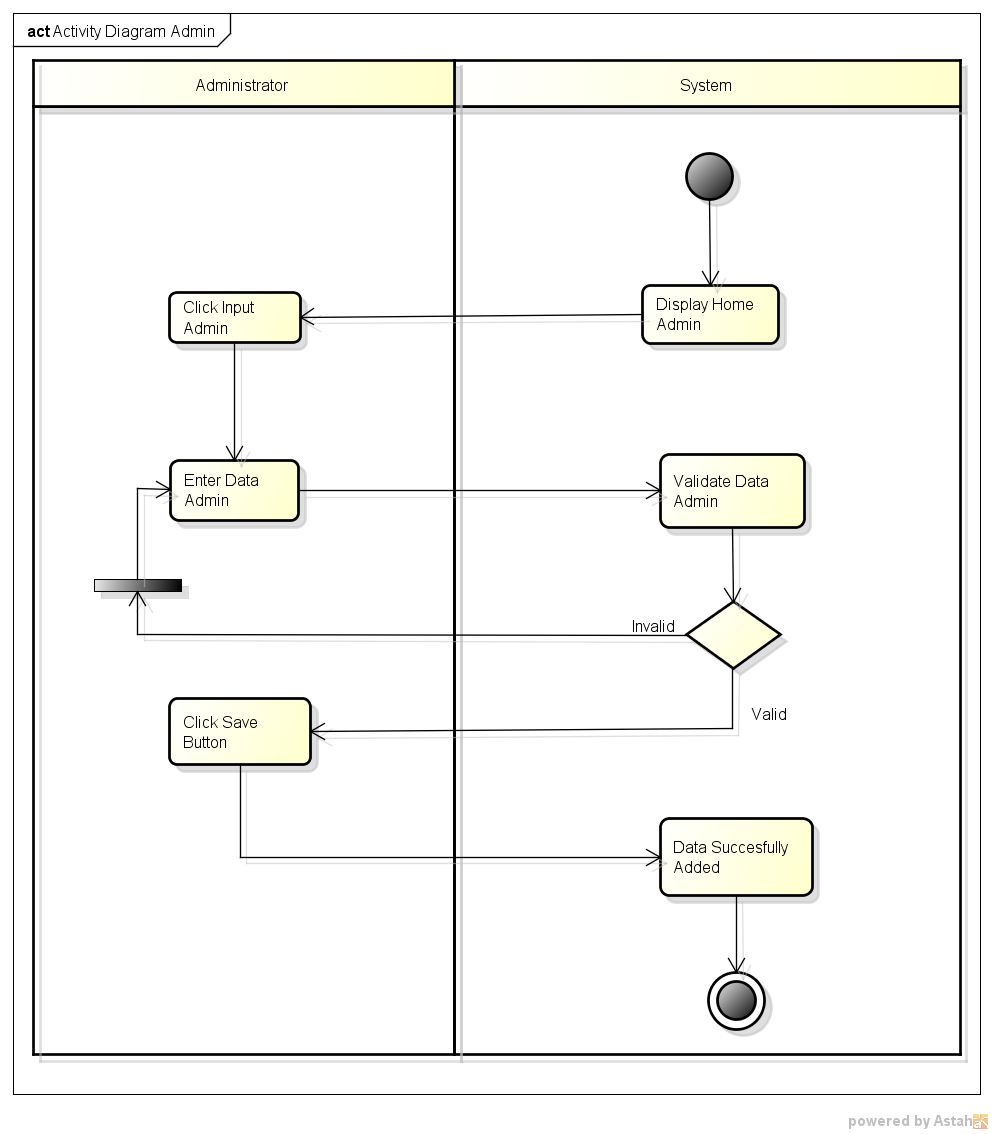 act Activity Diagram Admin
Administrator
System
Click Input
Admin
Display Home
Admin
Enter Data
Admin
Validate Data
Admin
Invalid
Click Save
Button
Valid
Data Succesfully
Added
powered by Astah